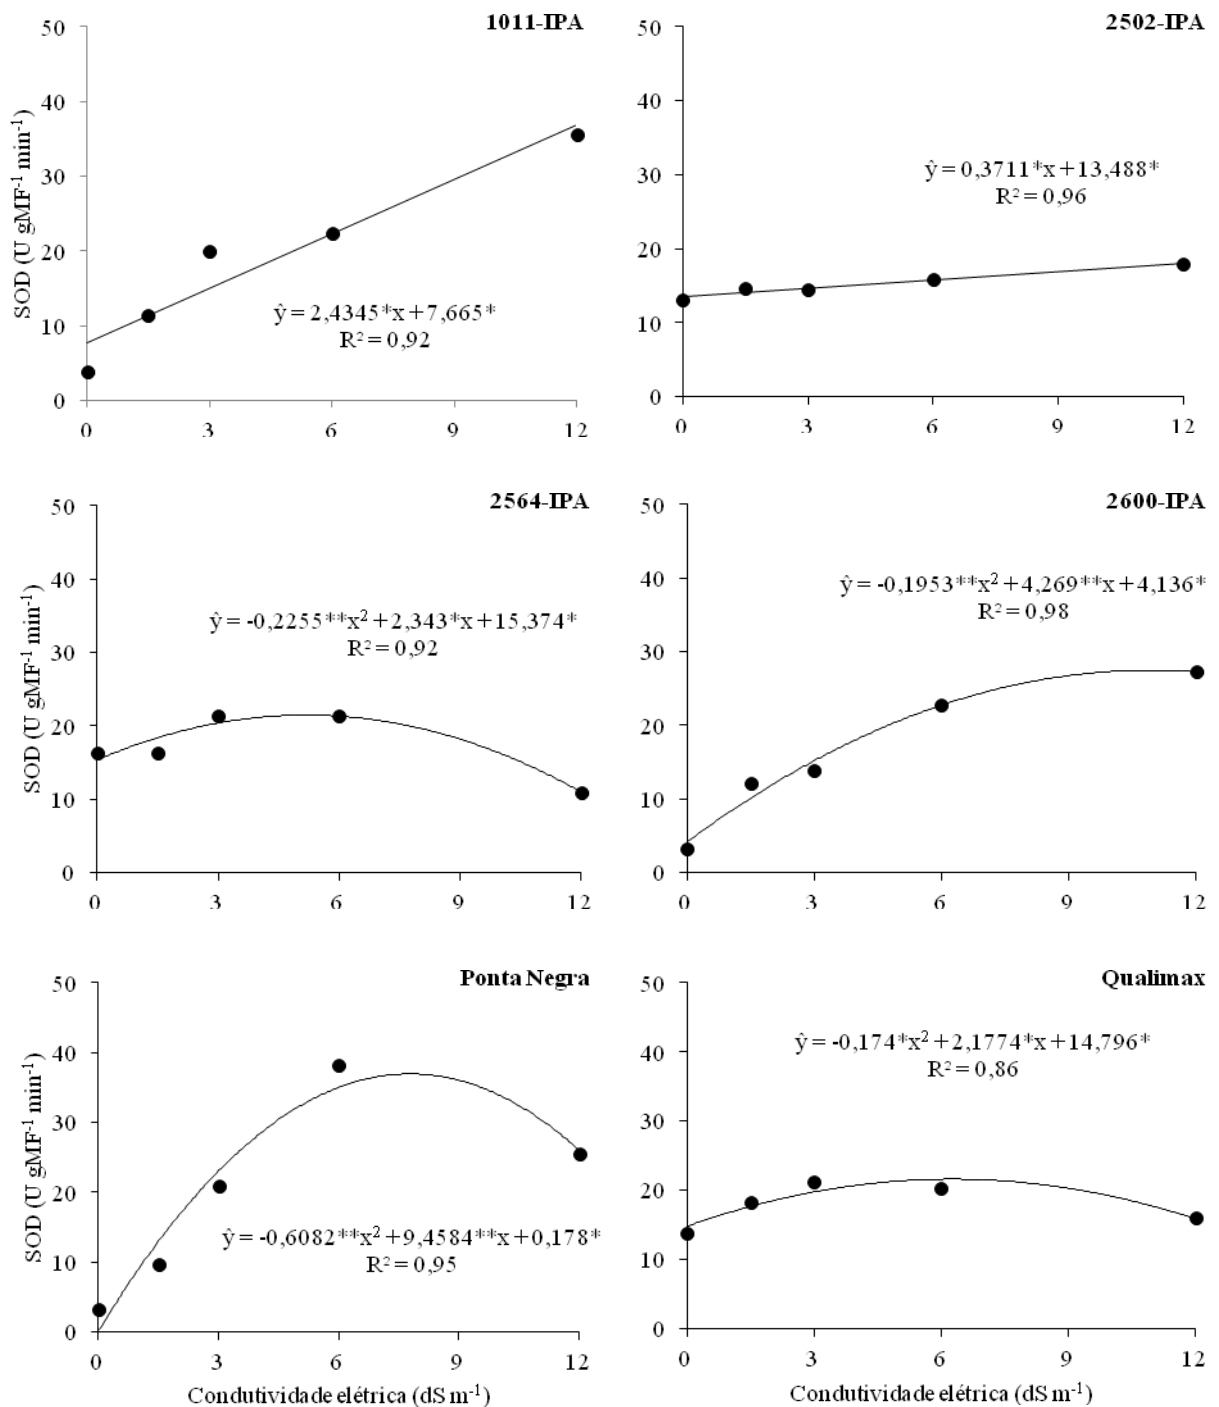 1011-IPA
SOD (U gMF⁻¹ min⁻¹)
50
40
30
20
10
0
ŷ = 2,4345*x + 7,665*
R² = 0,92
0 3 6 9 12
2502-IPA
50
40
30
20
10
0
ŷ = 0,3711*x + 13,488*
R² = 0,96
0 3 6 9 12
2564-IPA
SOD (U gMF⁻¹ min⁻¹)
50
40
30
20
10
0
ŷ = -0,2255**x² + 2,343*x + 15,374*
R² = 0,92
0 3 6 9 12
2600-IPA
50
40
30
20
10
0
ŷ = -0,1953**x² + 4,269**x + 4,136*
R² = 0,98
0 3 6 9 12
Ponta Negra
SOD (U gMF⁻¹ min⁻¹)
50
40
30
20
10
0
ŷ = -0,6082**x² + 9,4584**x + 0,178*
R² = 0,95
0 3 6 9 12
Condutividade elétrica (dS m⁻¹)
Qualimax
50
40
30
20
10
0
ŷ = -0,174*x² + 2,1774*x + 14,796*
R² = 0,86
0 3 6 9 12
Condutividade elétrica (dS m⁻¹)